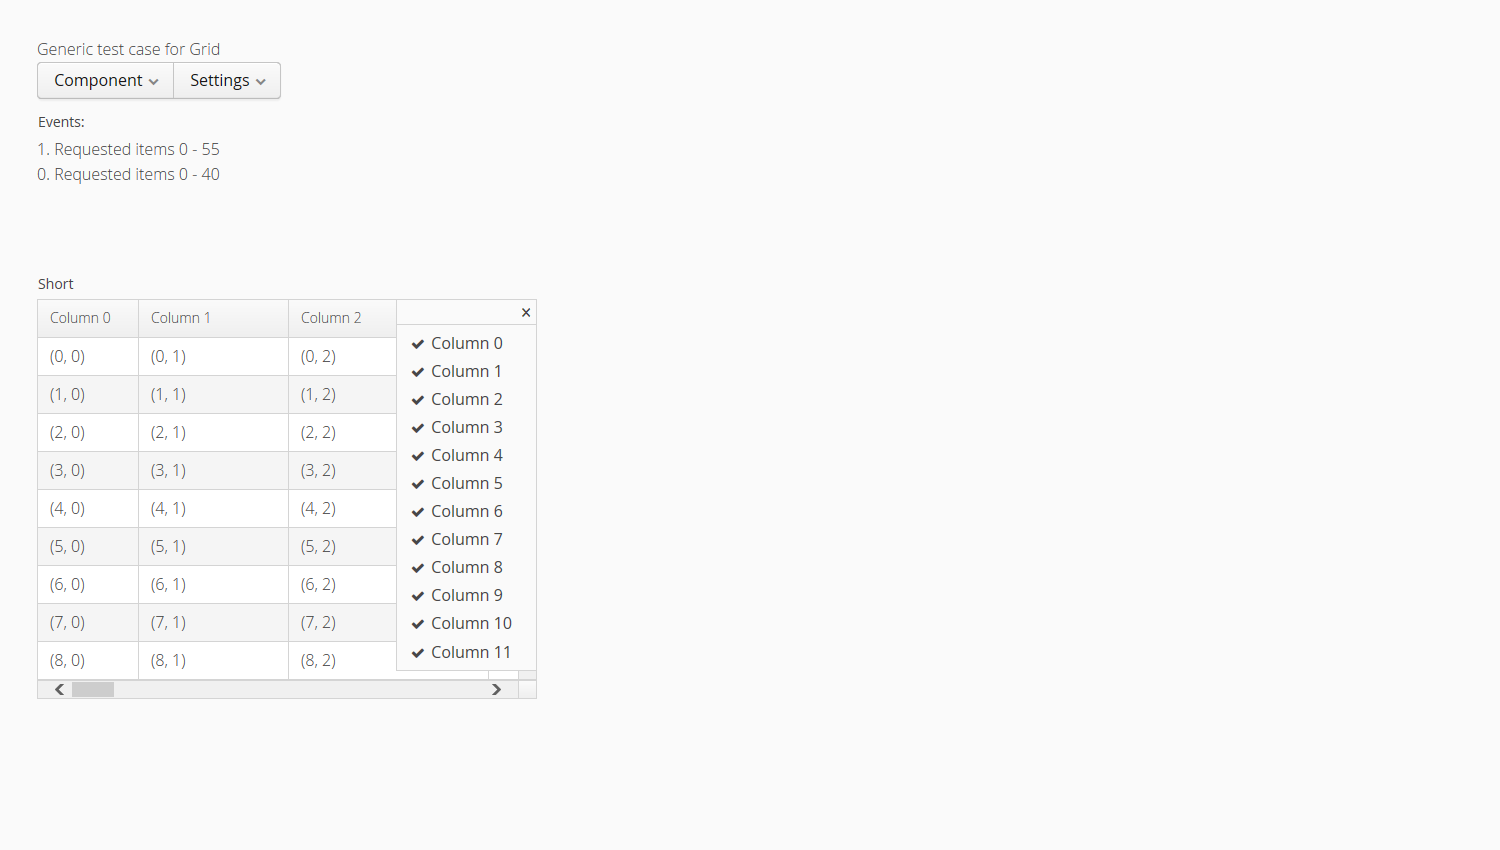 Generic test case for Grid
Component Settings
Events:
1. Requested items 0 - 55
0. Requested items 0 - 40
Short
Column 0 Column 1 Column 2
(0, 0) (0, 1) (0, 2)
(1, 0) (1, 1) (1, 2)
(2, 0) (2, 1) (2, 2)
(3, 0) (3, 1) (3, 2)
(4, 0) (4, 1) (4, 2)
(5, 0) (5, 1) (5, 2)
(6, 0) (6, 1) (6, 2)
(7, 0) (7, 1) (7, 2)
(8, 0) (8, 1) (8, 2)
Column 0
Column 1
Column 2
Column 3
Column 4
Column 5
Column 6
Column 7
Column 8
Column 9
Column 10
Column 11